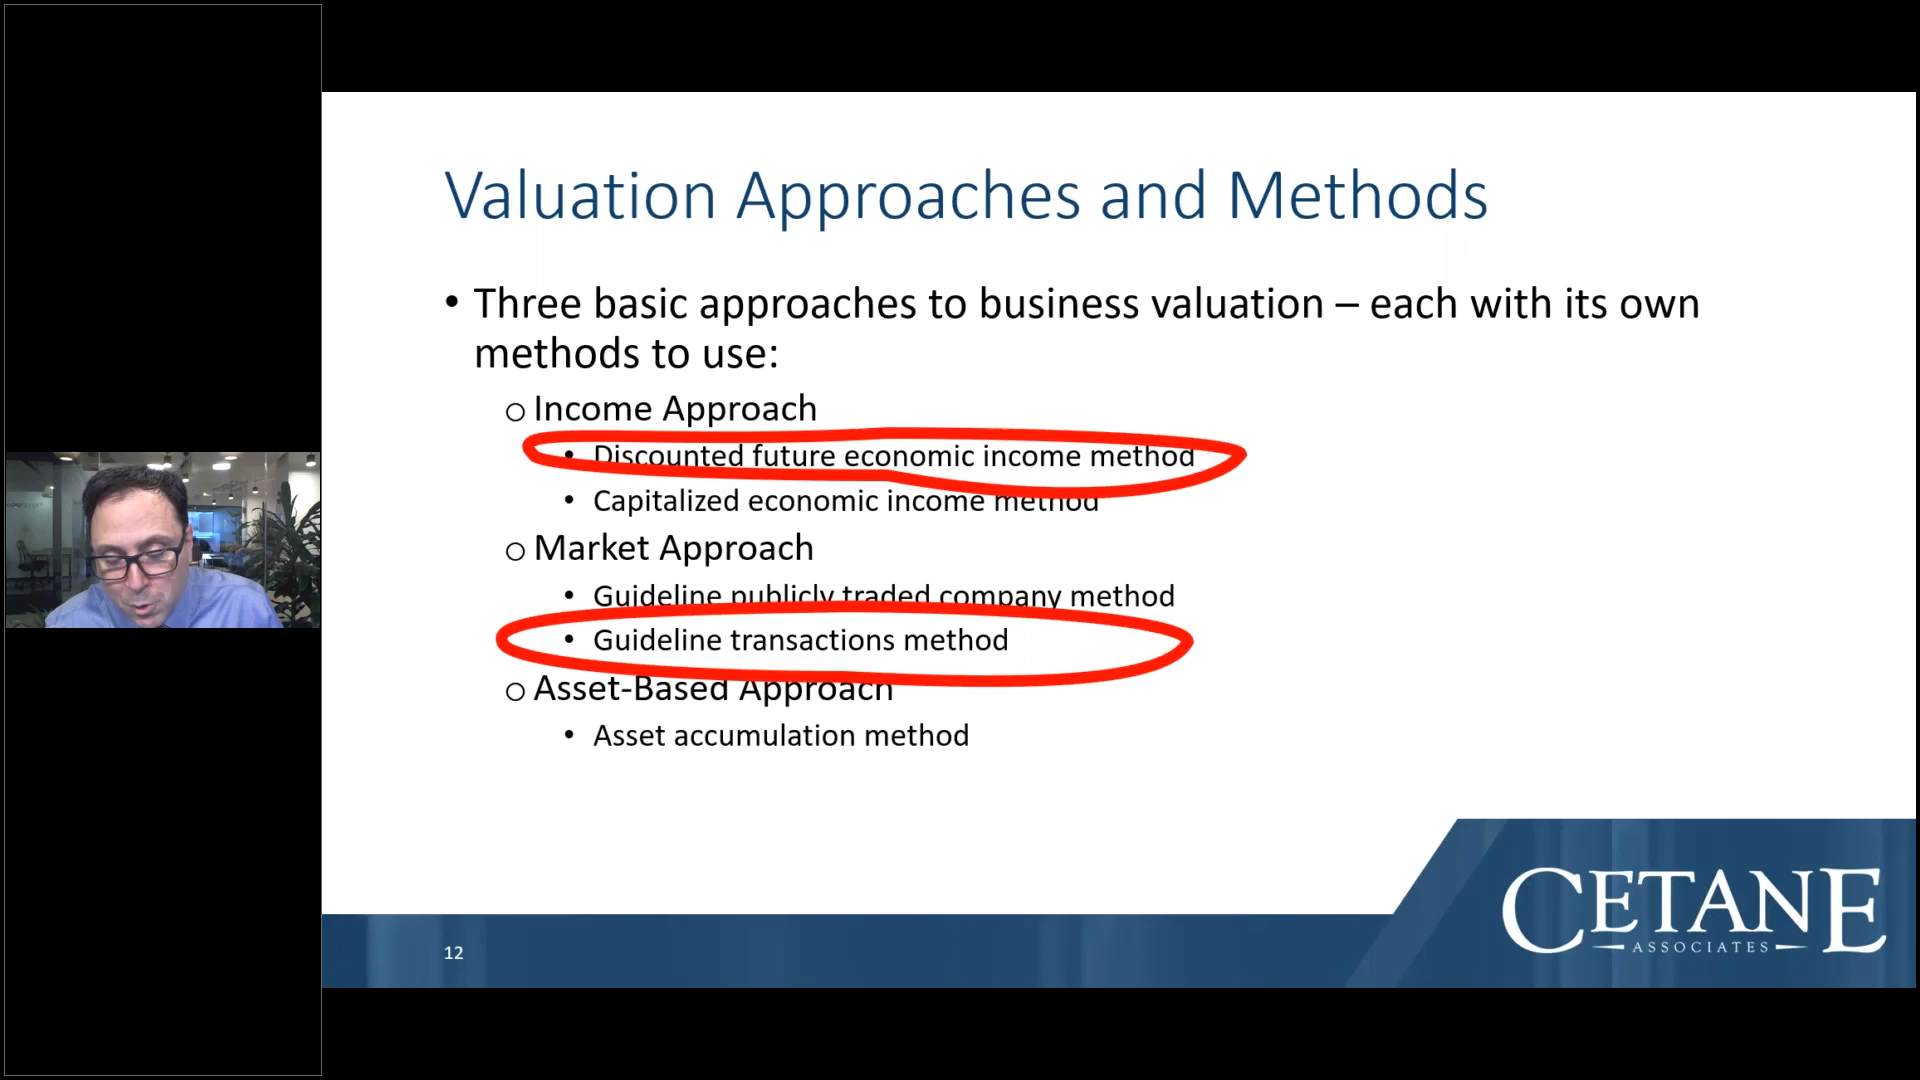 Valuation Approaches and Methods
• Three basic approaches to business valuation – each with its own
methods to use:
o Income Approach
• Discounted future economic income method
• Capitalized economic income method
o Market Approach
• Guideline publicly traded company method
• Guideline transactions method
o Asset-Based Approach
• Asset accumulation method
12
CETANE
ASSOCIATES